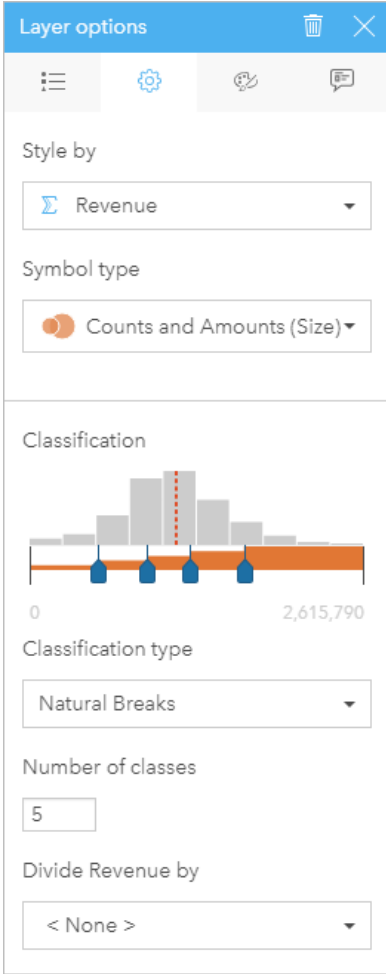 Layer options
Style by
Σ Revenue
Symbol type
Counts and Amounts (Size)
Classification
0 2,615,790
Classification type
Natural Breaks
Number of classes
5
Divide Revenue by
< None >